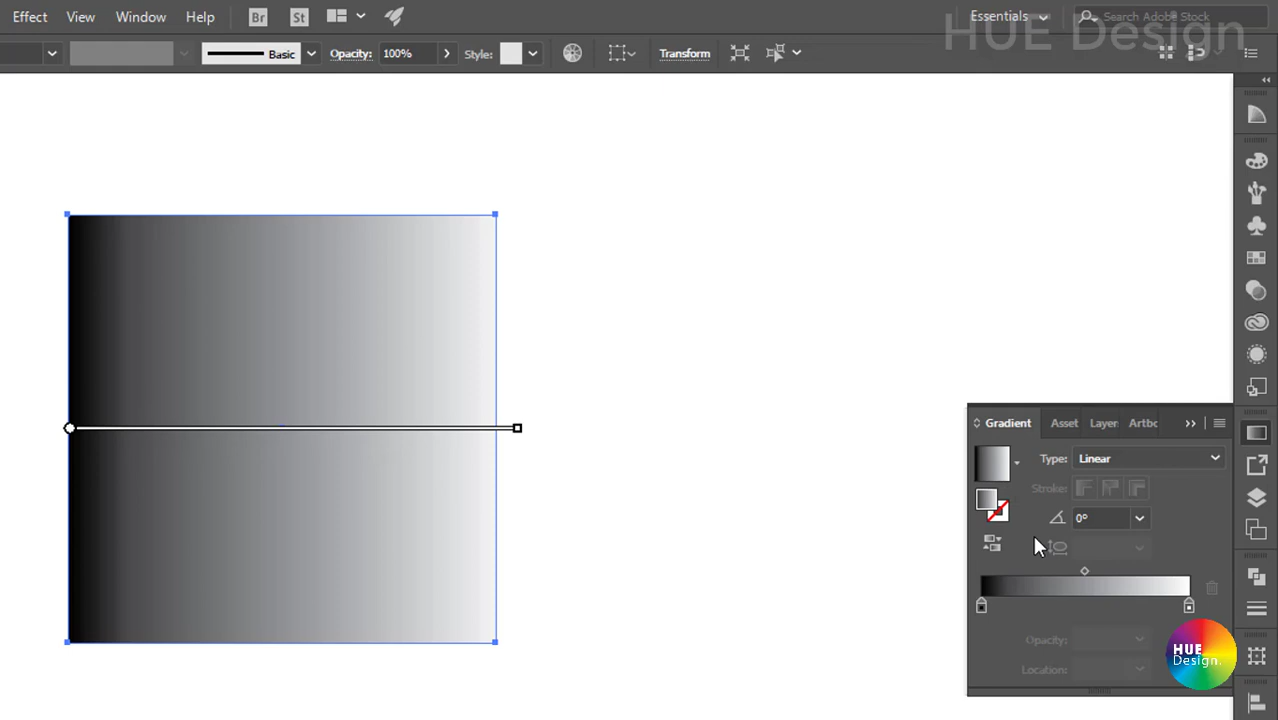 Effect View Window Help Br St Essentials Search Adobe Stock
HUE Design
Basic Opacity: 100% Style: Transform
Gradient Asset Layer Artbc
Type: Linear
Stroke:
0°
Opacity:
Location:
HUE
Design.